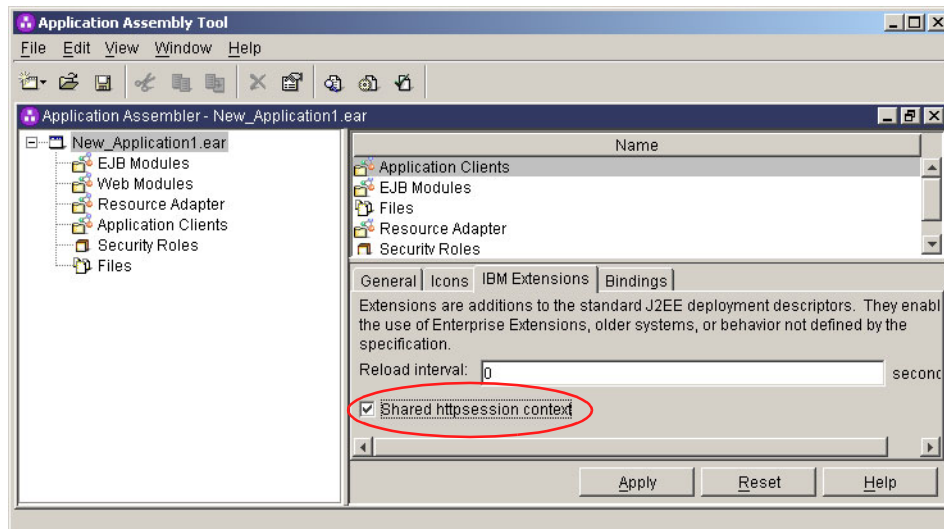 Application Assembly Tool
File Edit View Window Help
Application Assembler - New_Application1.ear
New_Application1.ear
EJB Modules
Web Modules
Resource Adapter
Application Clients
Security Roles
Files
Name
Application Clients
EJB Modules
Files
Resource Adapter
Security Roles
General Icons IBM Extensions Bindings
Extensions are additions to the standard J2EE deployment descriptors. They enabl
the use of Enterprise Extensions, older systems, or behavior not defined by the
specification.
Reload interval: 0 second
Shared httpsession context
Apply Reset Help